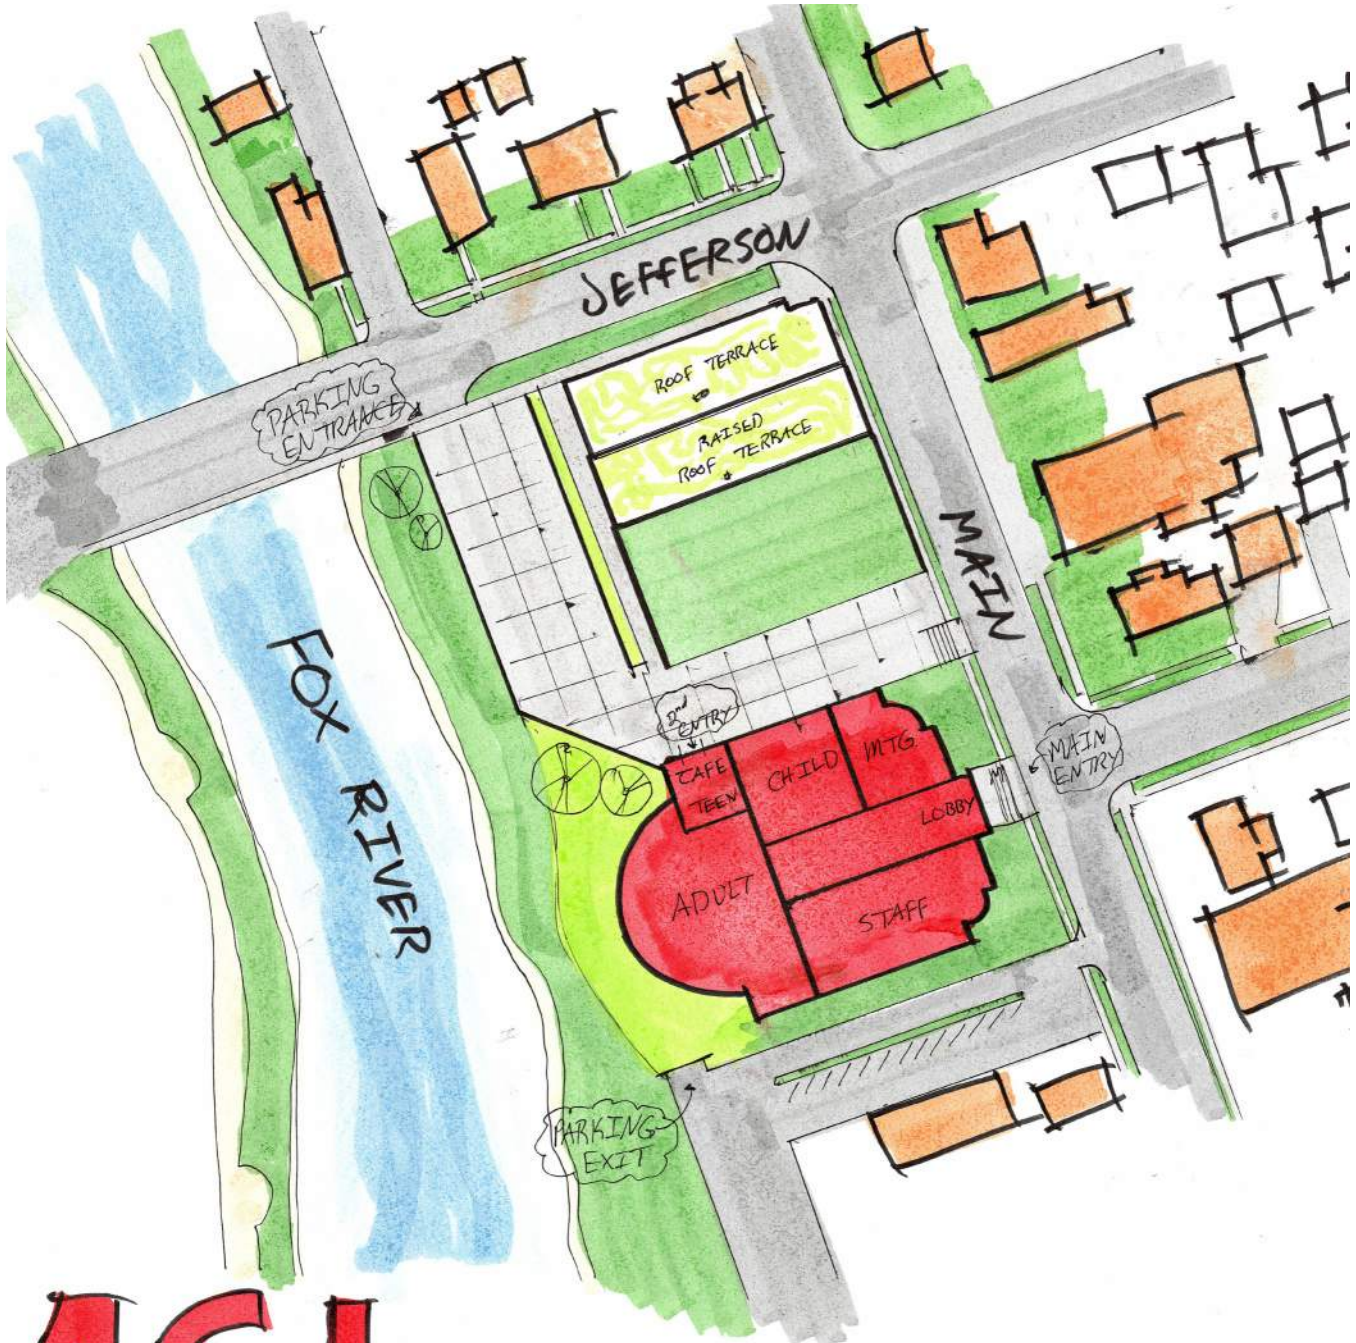 JEFFERSON
PARKING
ENTRANCE
ROOF TERRACE
RAISED
ROOF TERRACE
MAIN
FOX RIVER
2nd
ENTRY
CAFE
TEEN
CHILD
MTG
LOBBY
MAIN
ENTRY
ADULT
STAFF
PARKING
EXIT